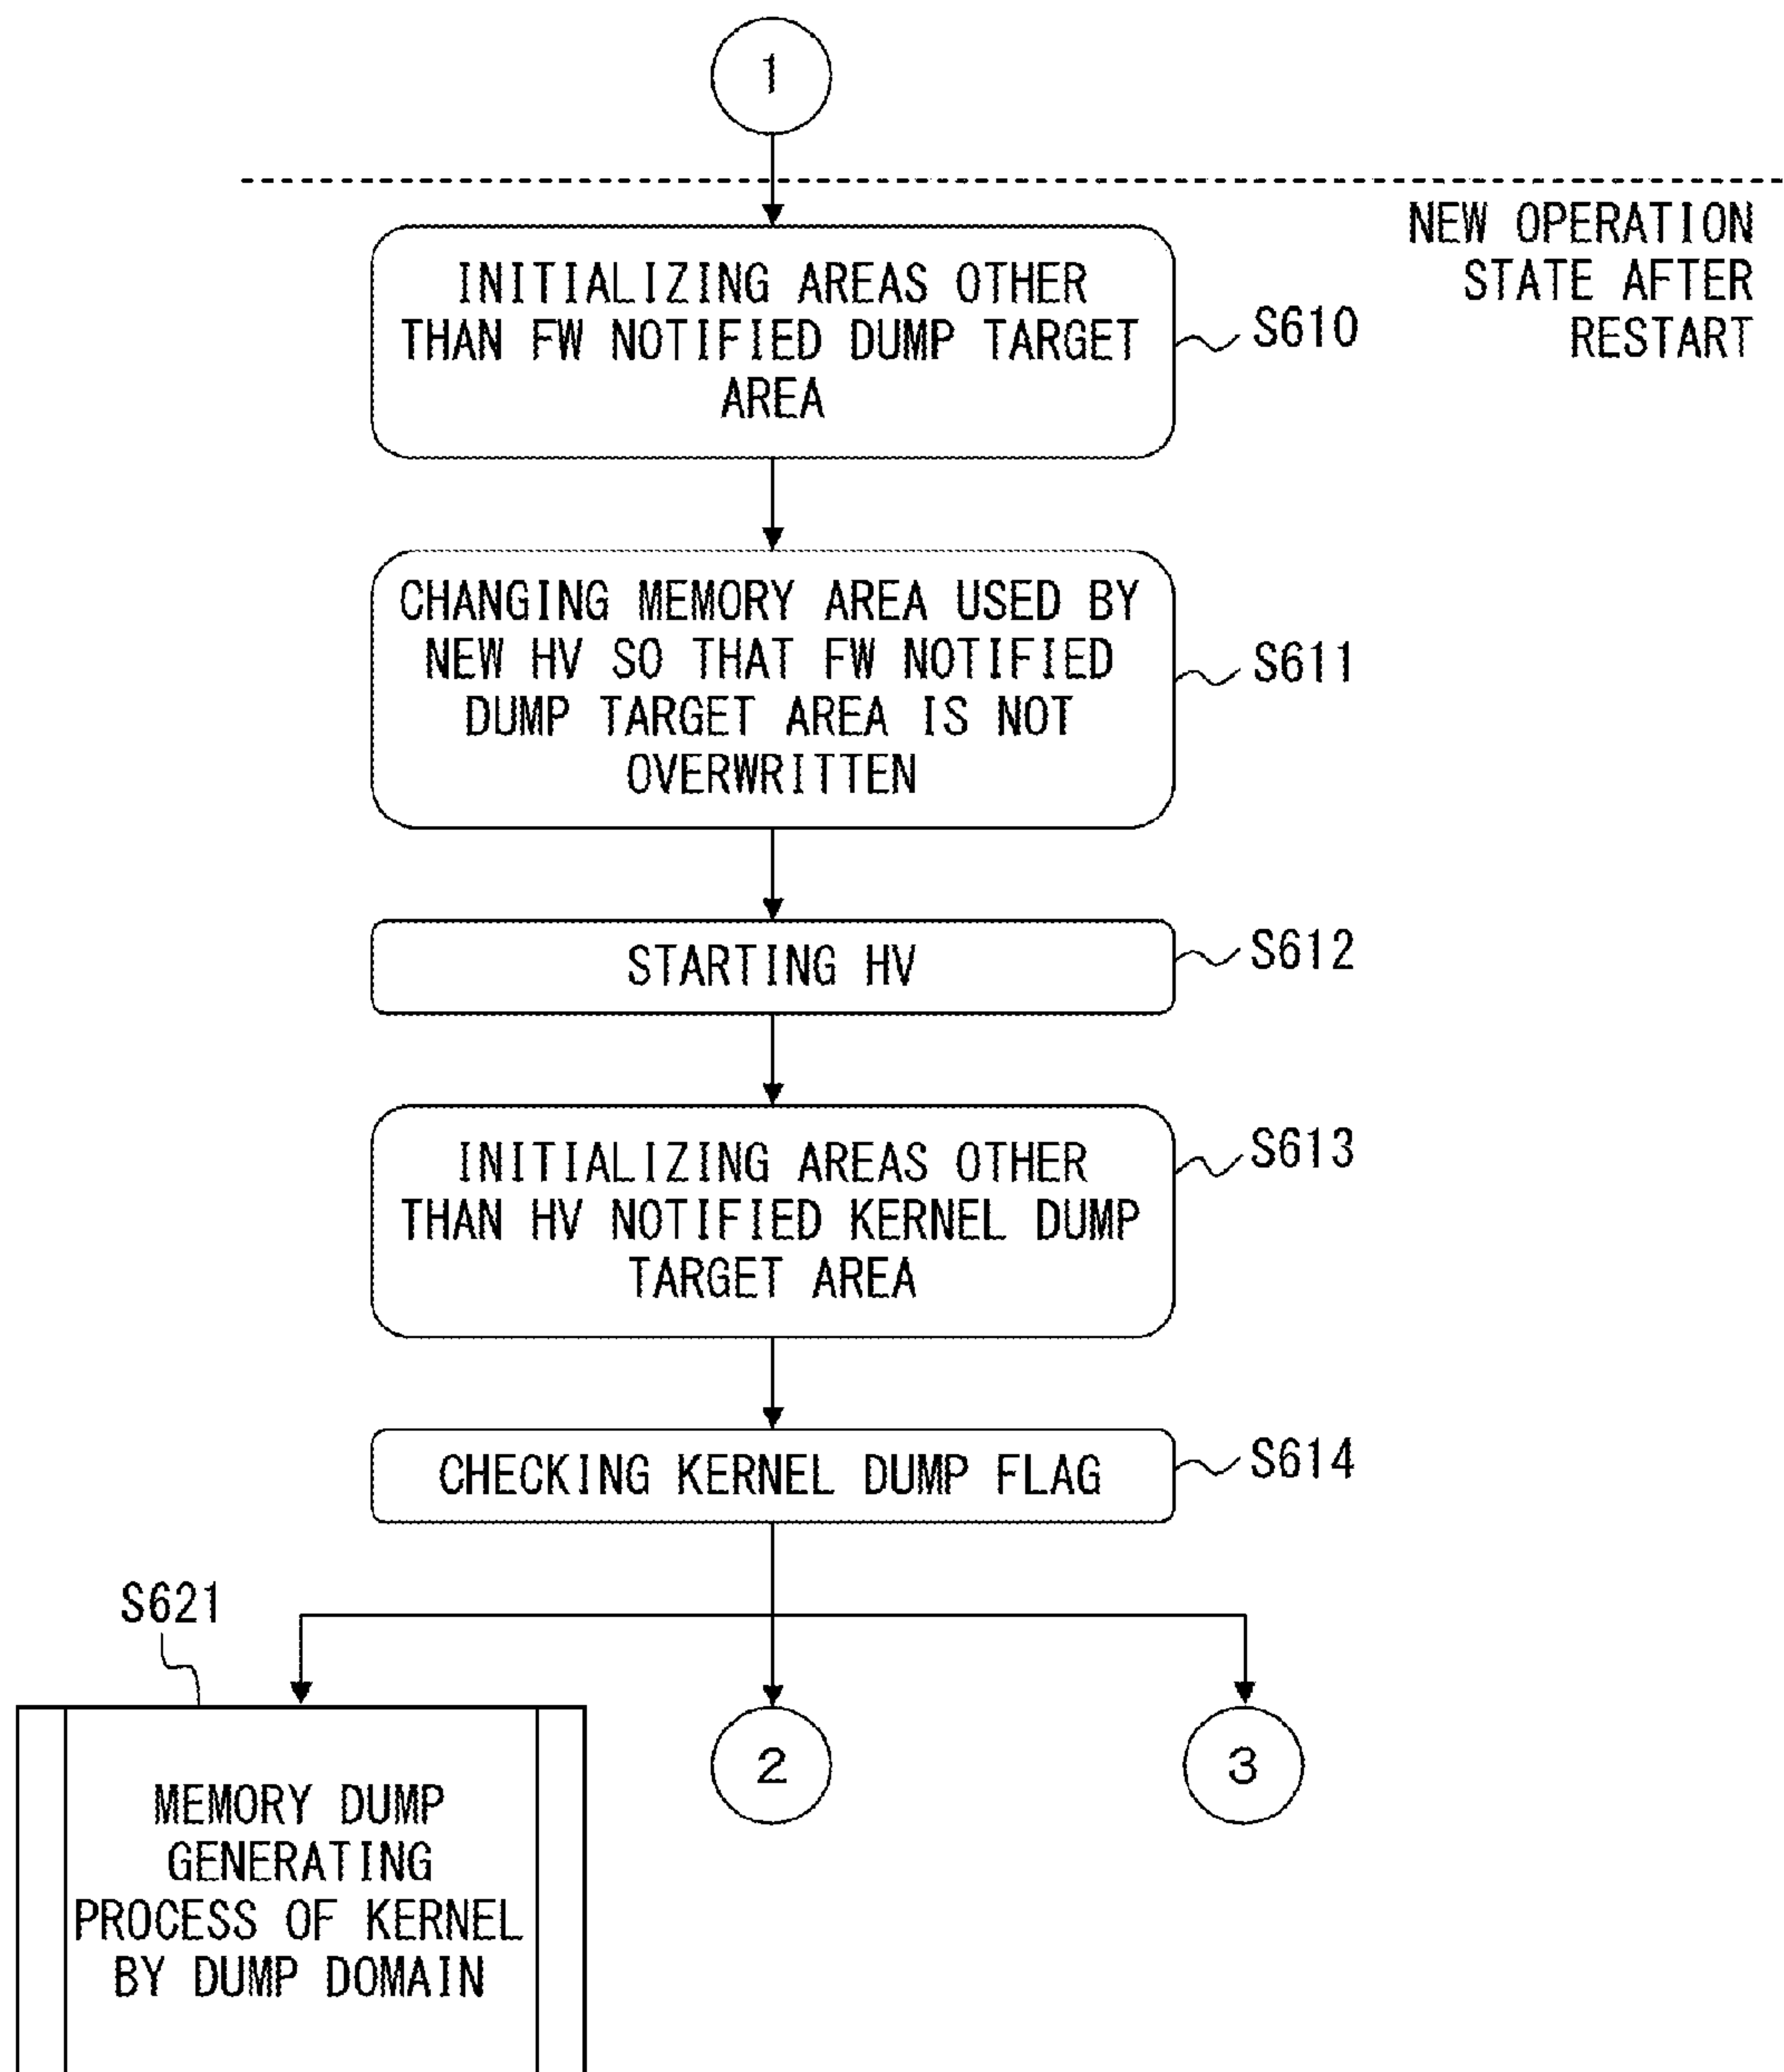 1
NEW OPERATION
STATE AFTER
RESTART
INITIALIZING AREAS OTHER
THAN FW NOTIFIED DUMP TARGET
AREA
S610
CHANGING MEMORY AREA USED BY
NEW HV SO THAT FW NOTIFIED
DUMP TARGET AREA IS NOT
OVERWRITTEN
S611
STARTING HV
S612
INITIALIZING AREAS OTHER
THAN HV NOTIFIED KERNEL DUMP
TARGET AREA
S613
CHECKING KERNEL DUMP FLAG
S614
S621
MEMORY DUMP
GENERATING
PROCESS OF KERNEL
BY DUMP DOMAIN
2
3